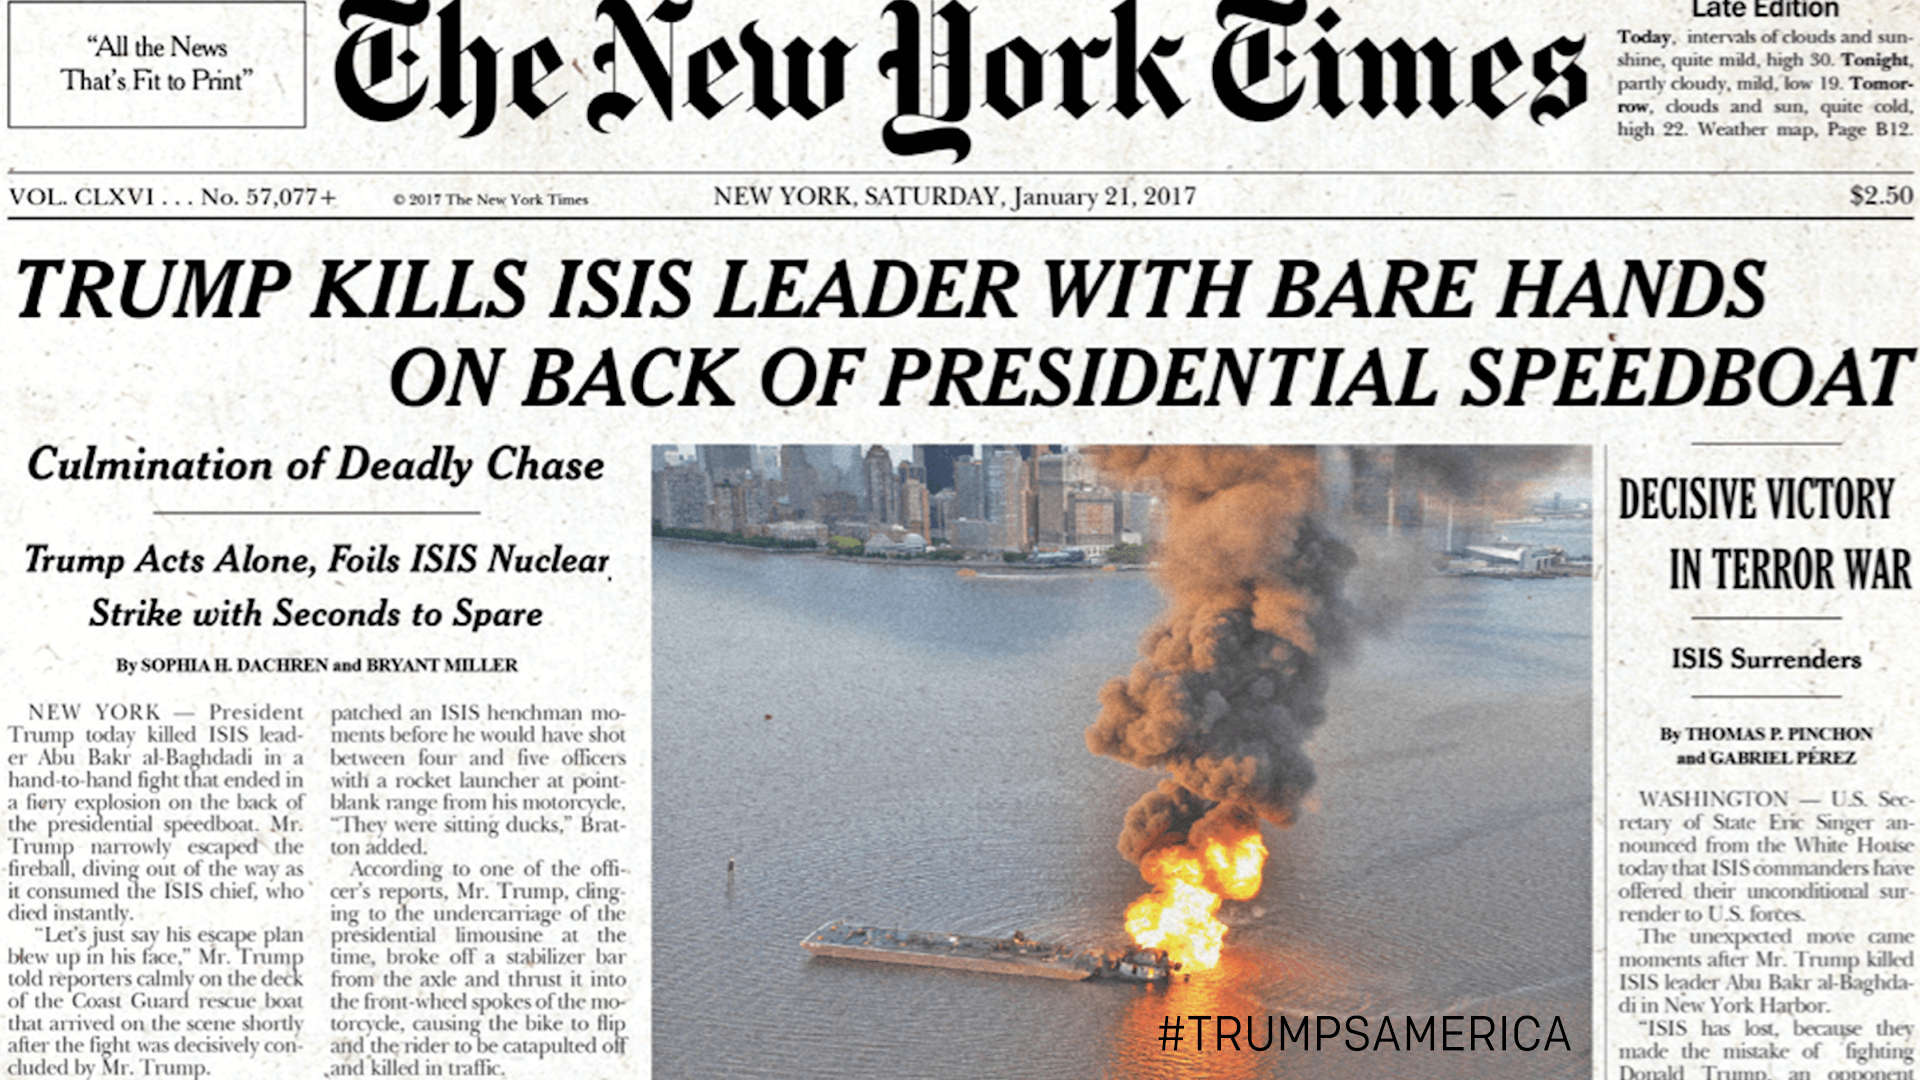 “All the News
That’s Fit to Print”
The New York Times
Late Edition
Today, intervals of clouds and sun-
shine, quite mild, high 30. Tonight,
partly cloudy, mild, low 19. Tomor-
row, clouds and sun, quite cold,
high 22. Weather map, Page B12.
VOL. CLXVI . . . No. 57,077+
© 2017 The New York Times
NEW YORK, SATURDAY, January 21, 2017
$2.50
TRUMP KILLS ISIS LEADER WITH BARE HANDS
ON BACK OF PRESIDENTIAL SPEEDBOAT
Culmination of Deadly Chase
Trump Acts Alone, Foils ISIS Nuclear
Strike with Seconds to Spare
By SOPHIA H. DACHREN and BRYANT MILLER
NEW YORK — President
Trump today killed ISIS lead-
er Abu Bakr al-Baghdadi in a
hand-to-hand fight that ended in
a fiery explosion on the back of
the presidential speedboat. Mr.
Trump narrowly escaped the
fireball, diving out of the way as
it consumed the ISIS chief, who
died instantly.
“Let’s just say his escape plan
blew up in his face,” Mr. Trump
told reporters calmly on the deck
of the Coast Guard rescue boat
that arrived on the scene shortly
after the fight was decisively con-
cluded by Mr. Trump.
patched an ISIS henchman mo-
ments before he would have shot
between four and five officers
with a rocket launcher at point-
blank range from his motorcycle.
“They were sitting ducks,” Brat-
ton added.
According to one of the offi-
cer’s reports, Mr. Trump, cling-
ing to the undercarriage of the
presidential limousine at the
time, broke off a stabilizer bar
from the axle and thrust it into
the front-wheel spokes of the mo-
torcycle, causing the bike to flip
and the rider to be catapulted off
and killed in traffic.
#TRUMPSAMERICA
DECISIVE VICTORY
IN TERROR WAR
ISIS Surrenders
By THOMAS P. PINCHON
and GABRIEL PÉREZ
WASHINGTON — U.S. Sec-
retary of State Eric Singer an-
nounced from the White House
today that ISIS commanders have
offered their unconditional sur-
render to U.S. forces.
The unexpected move came
moments after Mr. Trump killed
ISIS leader Abu Bakr al-Baghda-
di in New York Harbor.
“ISIS has lost, because they
made the mistake of fighting
Donald Trump, an opponent